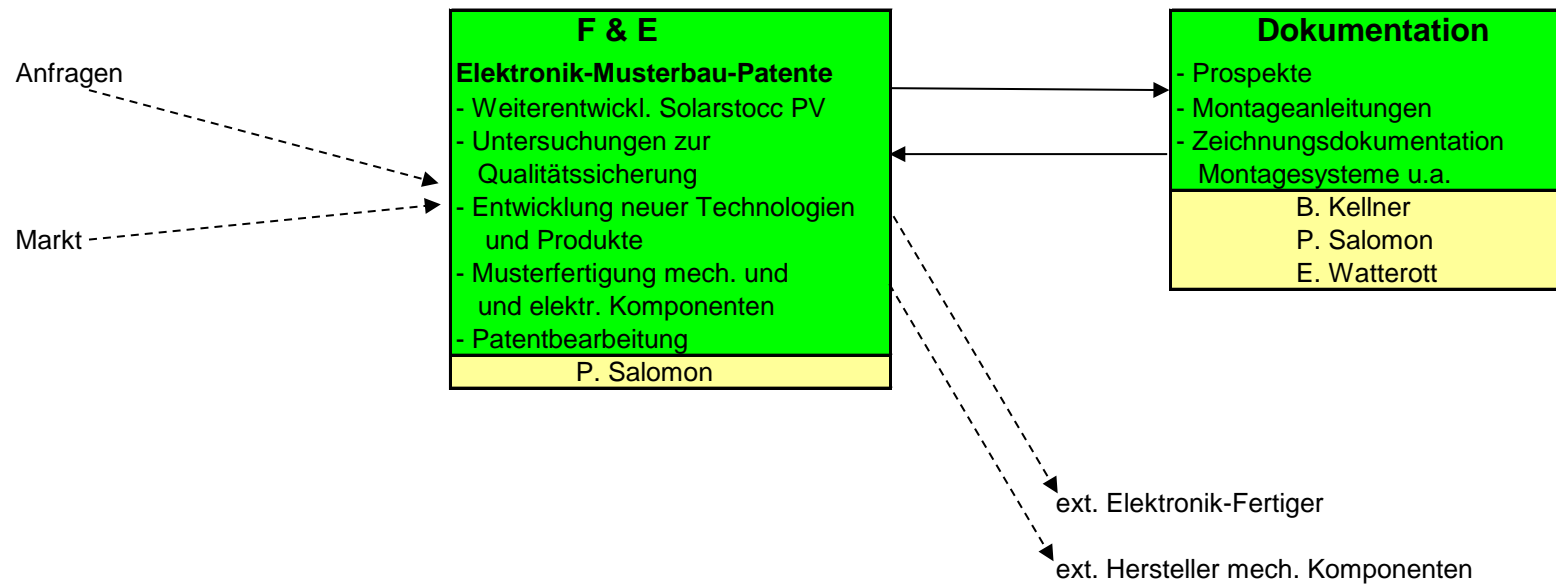 Anfragen
Markt
F & E
Elektronik-Musterbau-Patente
- Weiterentwickl. Solarstocc PV
- Untersuchungen zur
Qualitätssicherung
- Entwicklung neuer Technologien
und Produkte
- Musterfertigung mech. und
und elektr. Komponenten
- Patentbearbeitung
P. Salomon
Dokumentation
- Prospekte
- Montageanleitungen
- Zeichnungsdokumentation
Montagesysteme u.a.
B. Kellner
P. Salomon
E. Watterott
ext. Elektronik-Fertiger
ext. Hersteller mech. Komponenten